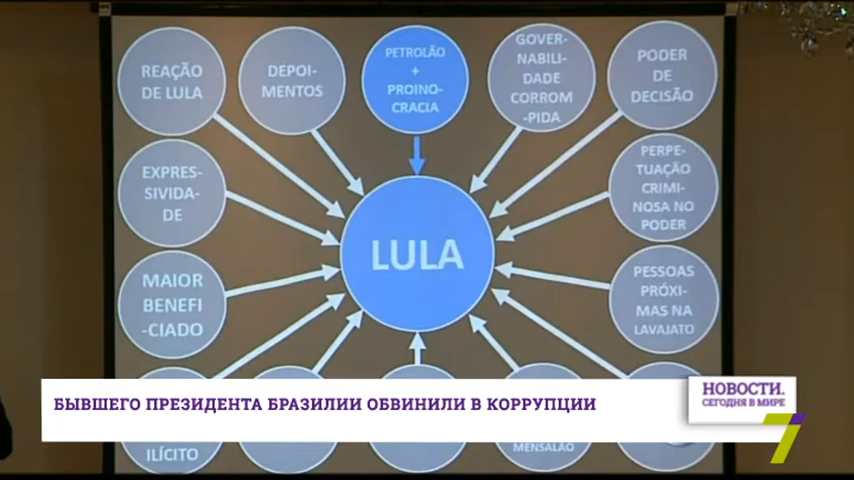 REAÇÃO
DE LULA
DEPOI-
MENTOS
PETROLÃO
+
PROINO-
CRACIA
GOVER-
NABILI-
DADE
CORROM
-PIDA
PODER
DE
DECISÃO
EXPRES-
SIVIDA-
DE
PERPE-
TUAÇÃO
CRIMI-
NOSA NO
PODER
LULA
MAIOR
BENEFI
-CIADO
PESSOAS
PRÓXI-
MAS NA
LAVAJATO
БЫВШЕГО ПРЕЗИДЕНТА БРАЗИЛИИ ОБВИНИЛИ В КОРРУПЦИИ
НОВОСТИ.
СЕГОДНЯ В МИРЕ
7
ILÍCITO
MENSALÃO